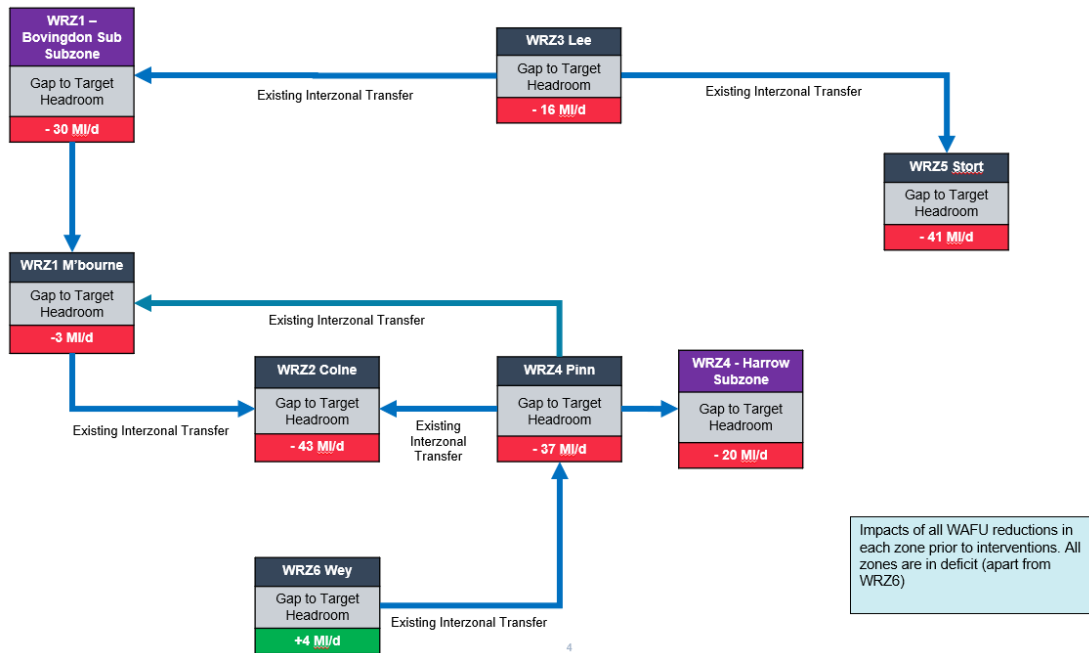 WRZ1 –
Bovingdon Sub
Subzone
Gap to Target
Headroom
- 30 Ml/d
WRZ3 Lee
Gap to Target
Headroom
- 16 Ml/d
Existing Interzonal Transfer
Existing Interzonal Transfer
WRZ5 Stort
Gap to Target
Headroom
- 41 Ml/d
WRZ1 M'bourne
Gap to Target
Headroom
-3 Ml/d
Existing Interzonal Transfer
WRZ2 Colne
Gap to Target
Headroom
- 43 Ml/d
Existing Interzonal Transfer
Existing
Interzonal
Transfer
WRZ4 Pinn
Gap to Target
Headroom
- 37 Ml/d
WRZ4 - Harrow
Subzone
Gap to Target
Headroom
- 20 Ml/d
WRZ6 Wey
Gap to Target
Headroom
+4 Ml/d
Existing Interzonal Transfer
Impacts of all WAFU reductions in
each zone prior to interventions. All
zones are in deficit (apart from
WRZ6)
4